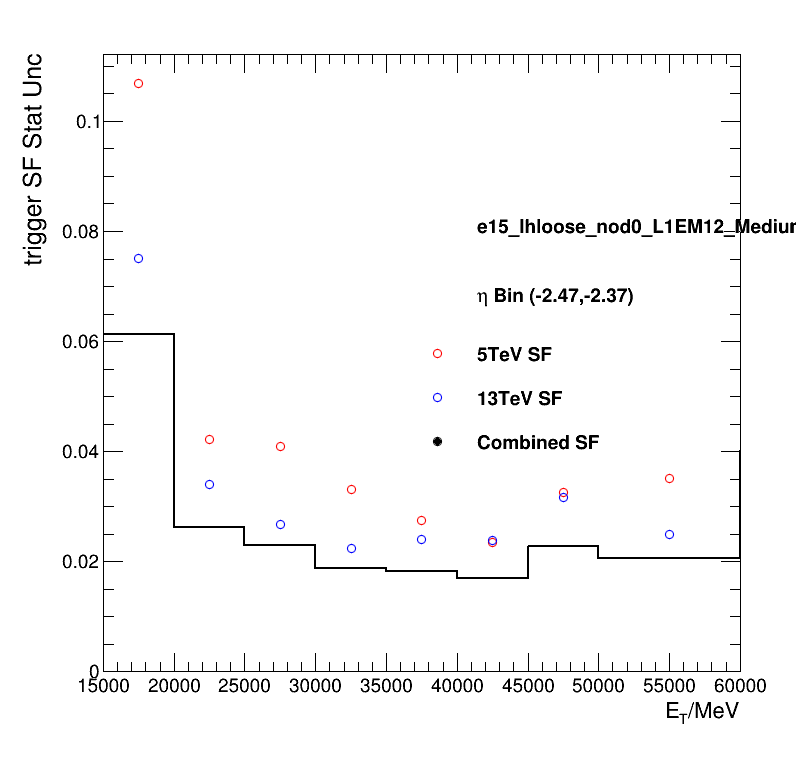 trigger SF Stat Unc
0.1
0.08
0.06
0.04
0.02
0
e15_lhloose_nod0_L1EM12_Medium
η Bin (-2.47,-2.37)
5TeV SF
13TeV SF
Combined SF
15000 20000 25000 30000 35000 40000 45000 50000 55000 60000
E_T/MeV